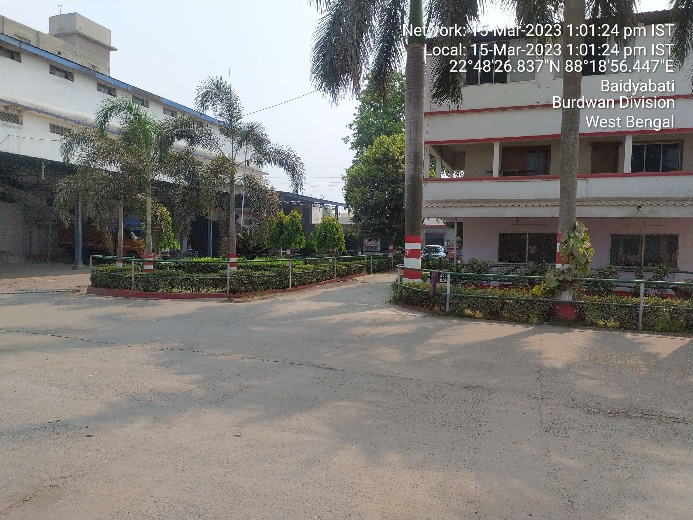 Network: 15-Mar-2023 1:01:24 pm IST
Local: 15-Mar-2023 1:01:24 pm IST
22°48'26.837"N 88°18'56.447"E
Baidyabati
Burdwan Division
West Bengal